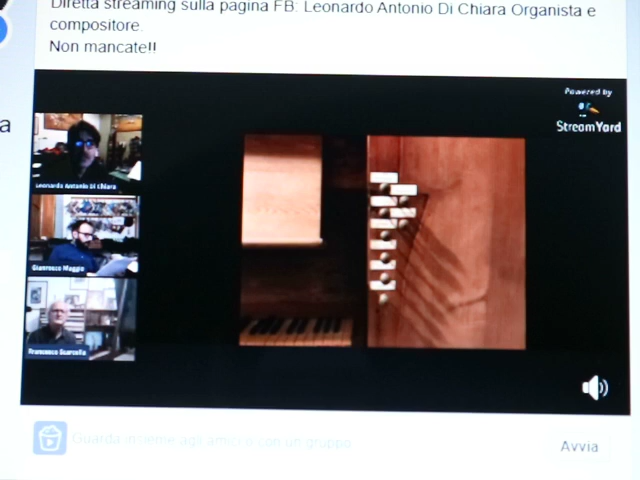 Diretta streaming sulla pagina FB: Leonardo Antonio Di Chiara Organista e
compositore.
Non mancate!!
a
Powered by
StreamYard
Leonardo Antonio Di Chiara
Gianrocco Maggio
Francesco Scarcella
Guarda insieme agli amici o con un gruppo
Avvia